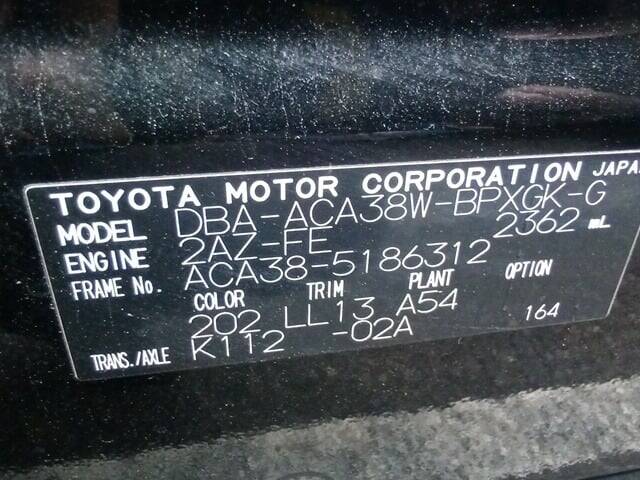 TOYOTA MOTOR CORPORATION JAPAN
MODEL DBA-ACA38W-BPXGK-G
ENGINE 2AZ-FE 2362 mL
FRAME No. ACA38-5186312
COLOR TRIM PLANT OPTION
202 LL13 A54 164
TRANS./AXLE K112 -02A